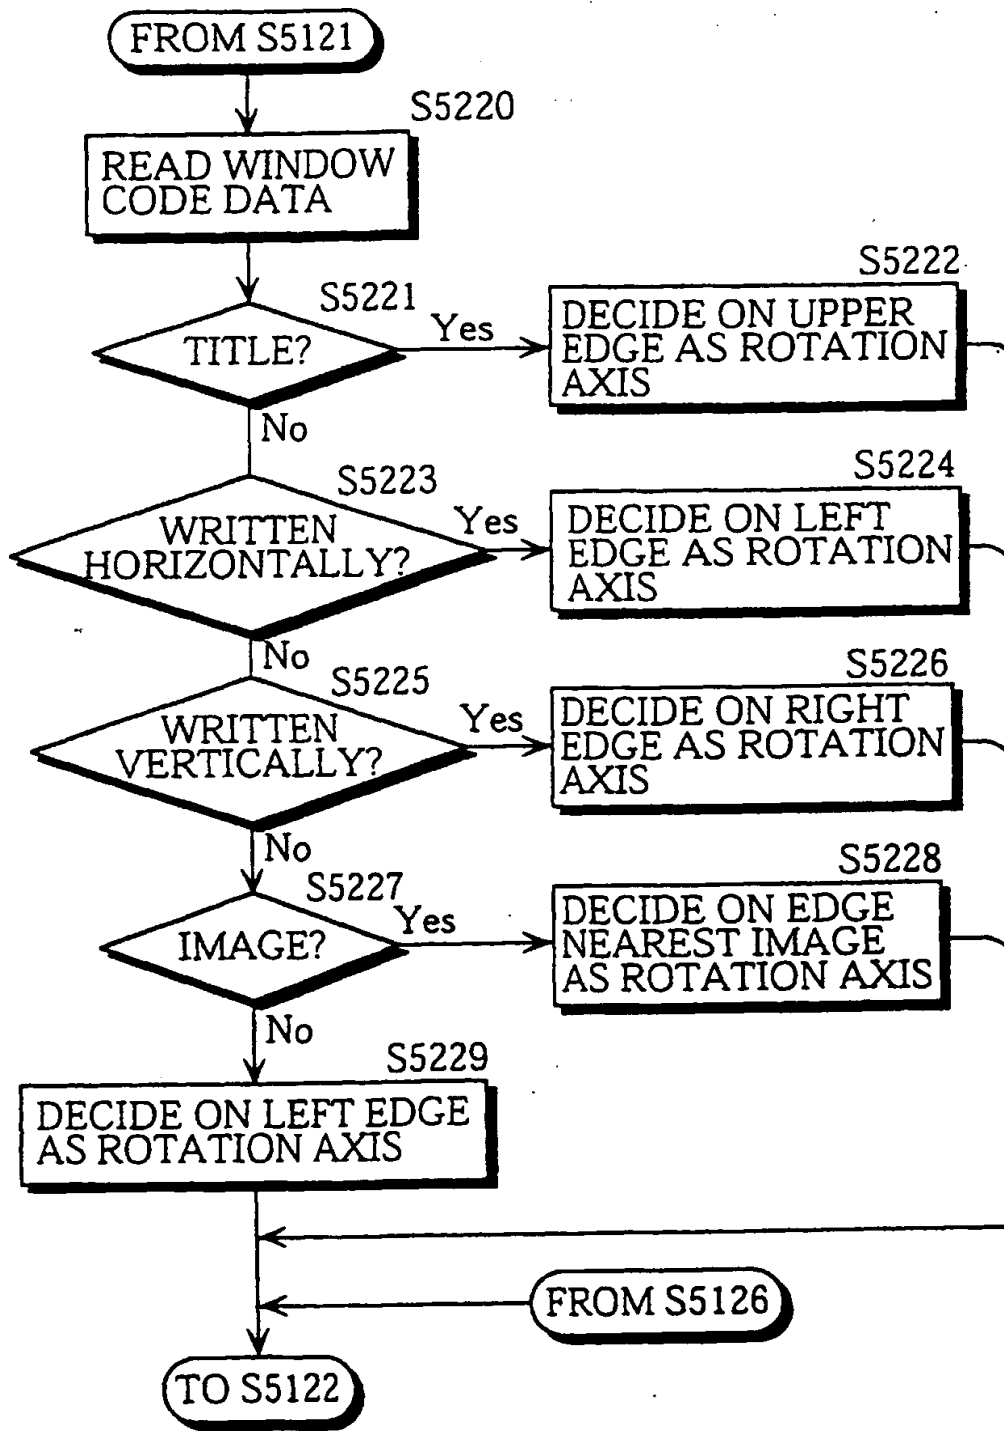 FROM S5121
S5220
READ WINDOW
CODE DATA
S5221
TITLE?
Yes
S5222
DECIDE ON UPPER
EDGE AS ROTATION
AXIS
No
S5223
WRITTEN
HORIZONTALLY?
Yes
S5224
DECIDE ON LEFT
EDGE AS ROTATION
AXIS
No
S5225
WRITTEN
VERTICALLY?
Yes
S5226
DECIDE ON RIGHT
EDGE AS ROTATION
AXIS
No
S5227
IMAGE?
Yes
S5228
DECIDE ON EDGE
NEAREST IMAGE
AS ROTATION AXIS
No
S5229
DECIDE ON LEFT EDGE
AS ROTATION AXIS
FROM S5126
TO S5122